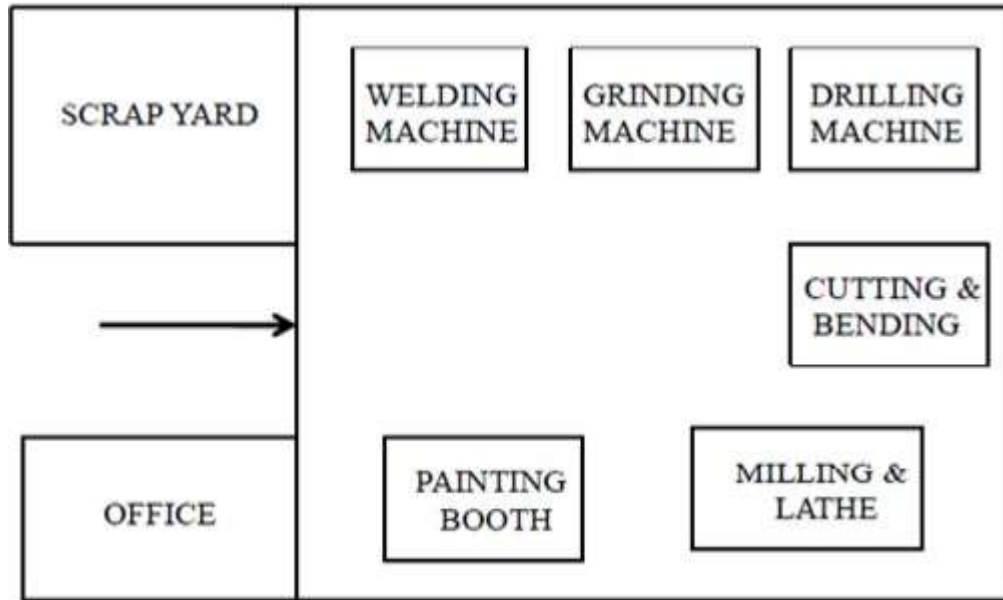 SCRAP YARD
WELDING
MACHINE
GRINDING
MACHINE
DRILLING
MACHINE
CUTTING &
BENDING
OFFICE
PAINTING
BOOTH
MILLING &
LATHE